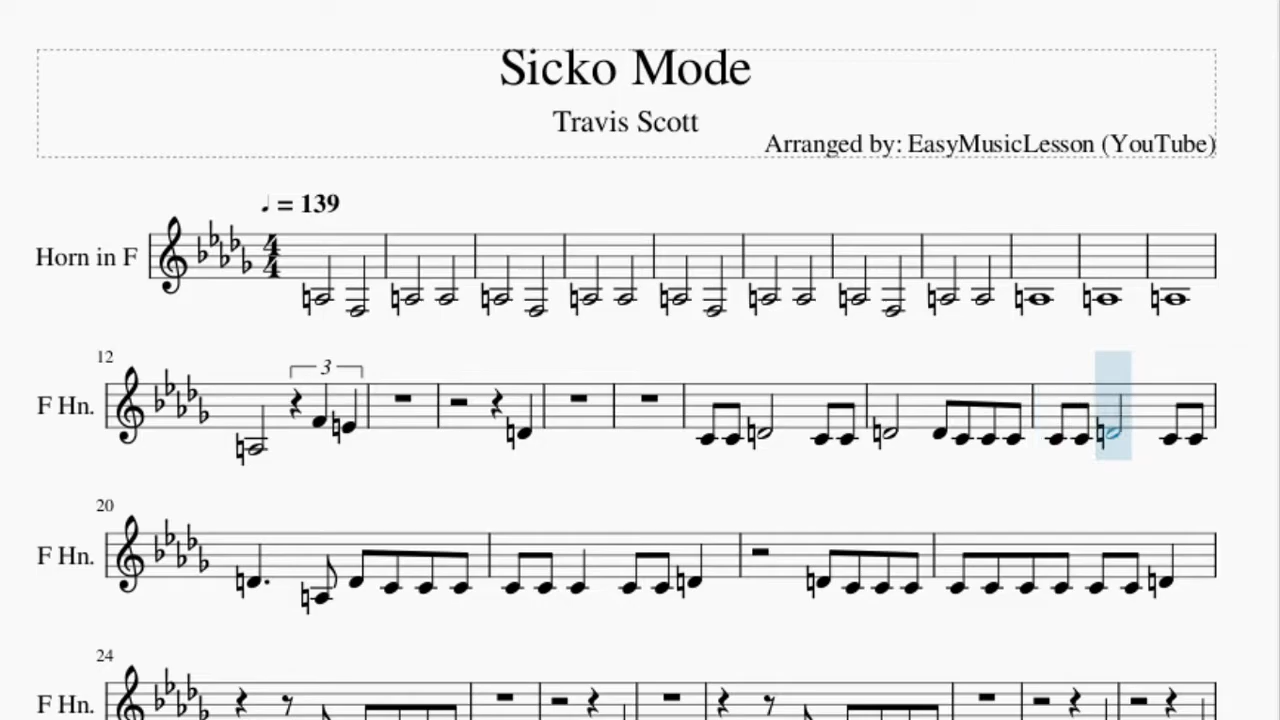 Sicko Mode
Travis Scott
Arranged by: EasyMusicLesson (YouTube)
♩ = 139
Horn in F
4
4
12
3
F Hn.
20
F Hn.
24
F Hn.